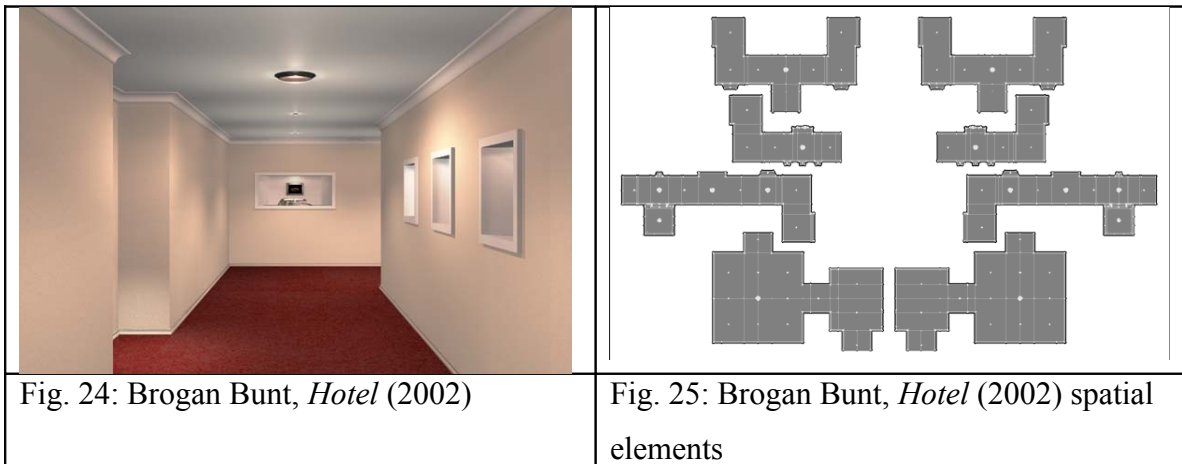 Fig. 24: Brogan Bunt, Hotel (2002)
Fig. 25: Brogan Bunt, Hotel (2002) spatial
elements